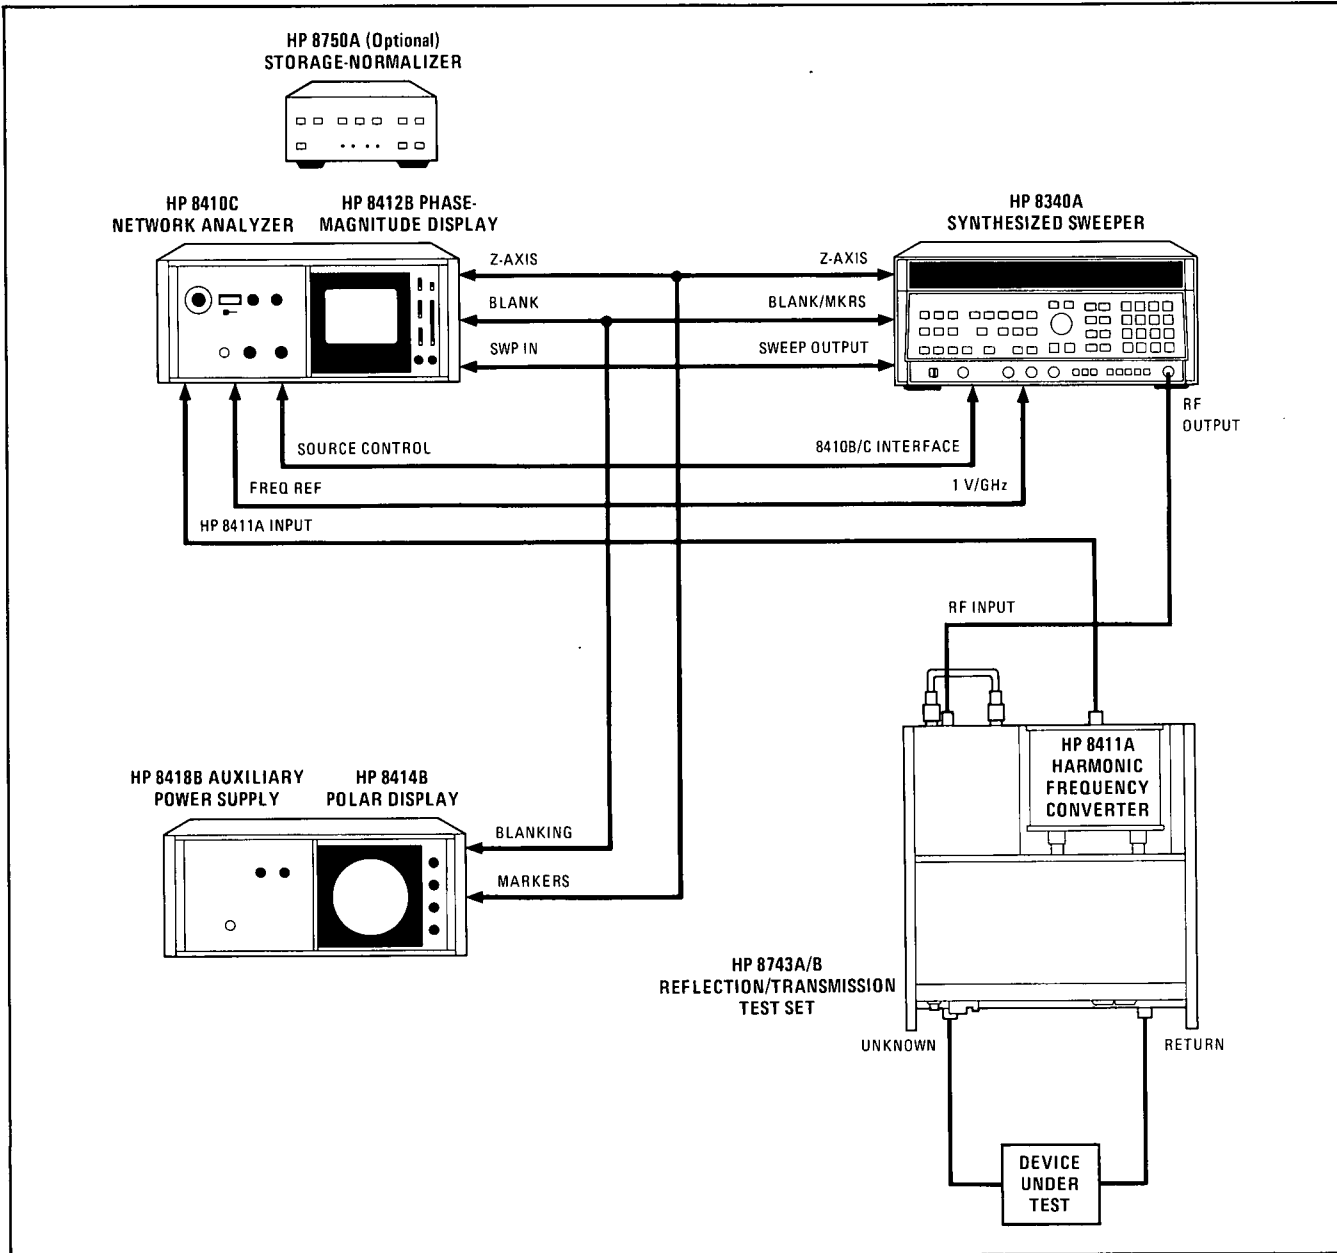 HP 8750A (Optional)
STORAGE-NORMALIZER
HP 8410C
NETWORK ANALYZER
HP 8412B PHASE-
MAGNITUDE DISPLAY
HP 8340A
SYNTHESIZED SWEEPER
Z-AXIS
Z-AXIS
BLANK
BLANK/MKRS
SWP IN
SWEEP OUTPUT
RF
OUTPUT
SOURCE CONTROL
8410B/C INTERFACE
FREQ REF
1 V/GHz
HP 8411A INPUT
RF INPUT
HP 8411A
HARMONIC
FREQUENCY
CONVERTER
HP 8418B AUXILIARY
POWER SUPPLY
HP 8414B
POLAR DISPLAY
BLANKING
MARKERS
HP 8743A/B
REFLECTION/TRANSMISSION
TEST SET
UNKNOWN
RETURN
DEVICE
UNDER
TEST